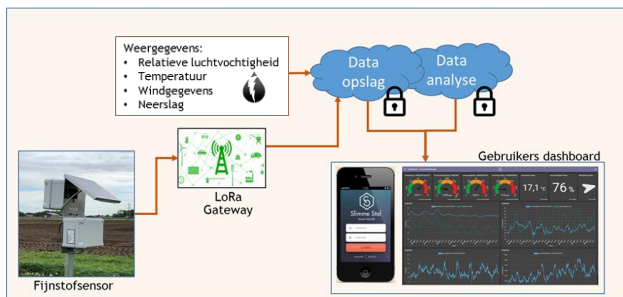 Weergegevens:
• Relatieve luchtvochtigheid
• Temperatuur
• Windgegevens
• Neerslag
Data
opslag
Data
analyse
LoRa
Gateway
Fijnstofsensor
Gebruikers dashboard
Slimme Stal
17,1 °C
76 %